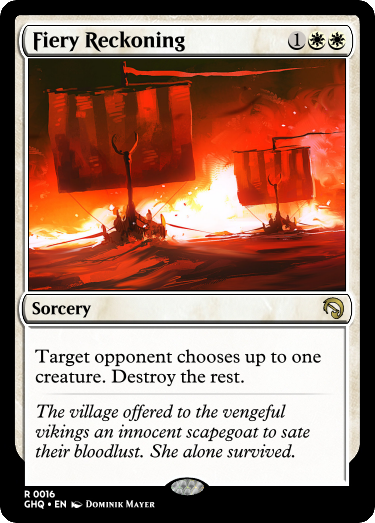 Fiery Reckoning 1
Sorcery
Target opponent chooses up to one
creature. Destroy the rest.
The village offered to the vengeful
vikings an innocent scapegoat to sate
their bloodlust. She alone survived.
R 0016
GHQ • EN Dominik Mayer